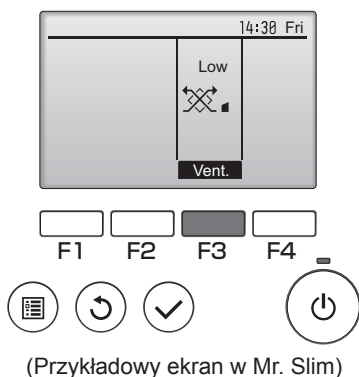 14:30 Fri
Low
Vent.
F1 F2 F3 F4
(Przykładowy ekran w Mr. Slim)